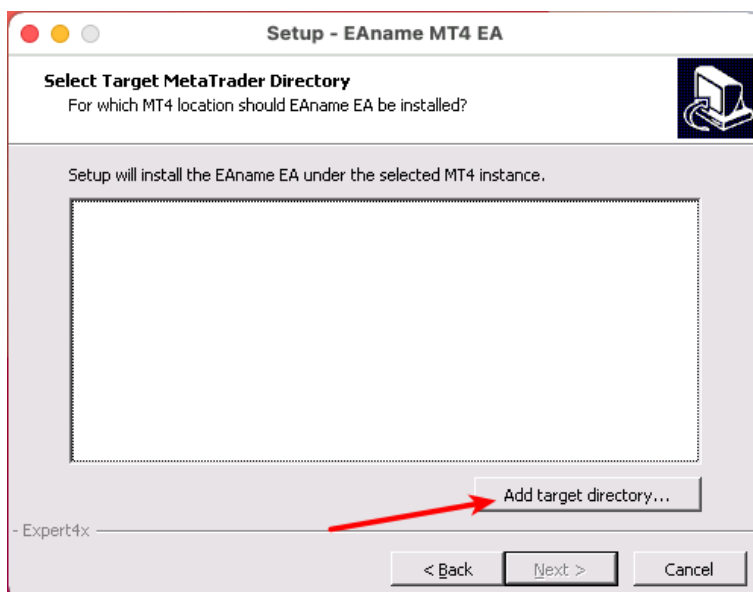 Setup - EAname MT4 EA
Select Target MetaTrader Directory
For which MT4 location should EAname EA be installed?
Setup will install the EAname EA under the selected MT4 instance.
Add target directory...
- Expert4x
< Back
Next >
Cancel